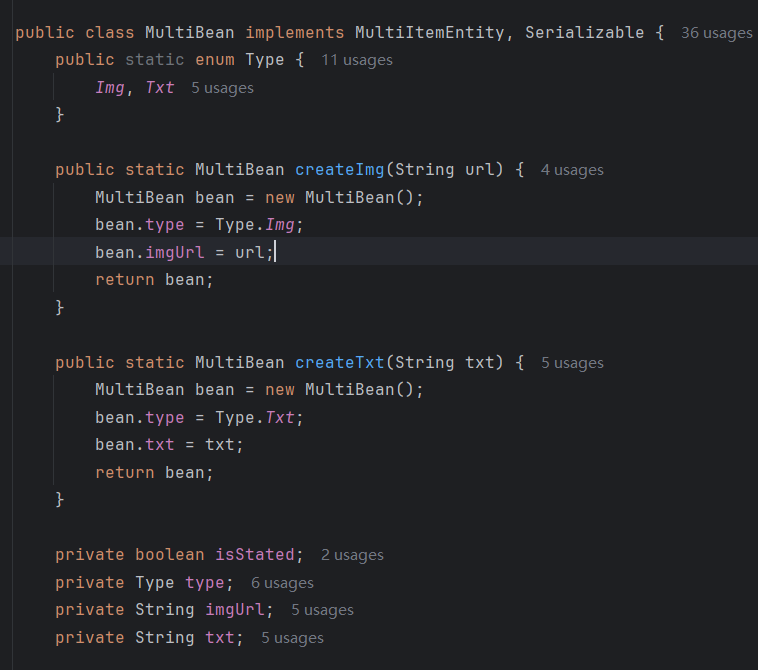 public class MultiBean implements MultiItemEntity, Serializable {  36 usages
    public static enum Type {  11 usages
        Img, Txt  5 usages
    }
    public static MultiBean createImg(String url) {  4 usages
        MultiBean bean = new MultiBean();
        bean.type = Type.Img;
        bean.imgUrl = url;
        return bean;
    }
    public static MultiBean createTxt(String txt) {  5 usages
        MultiBean bean = new MultiBean();
        bean.type = Type.Txt;
        bean.txt = txt;
        return bean;
    }
    private boolean isStated;  2 usages
    private Type type;  6 usages
    private String imgUrl;  5 usages
    private String txt;  5 usages